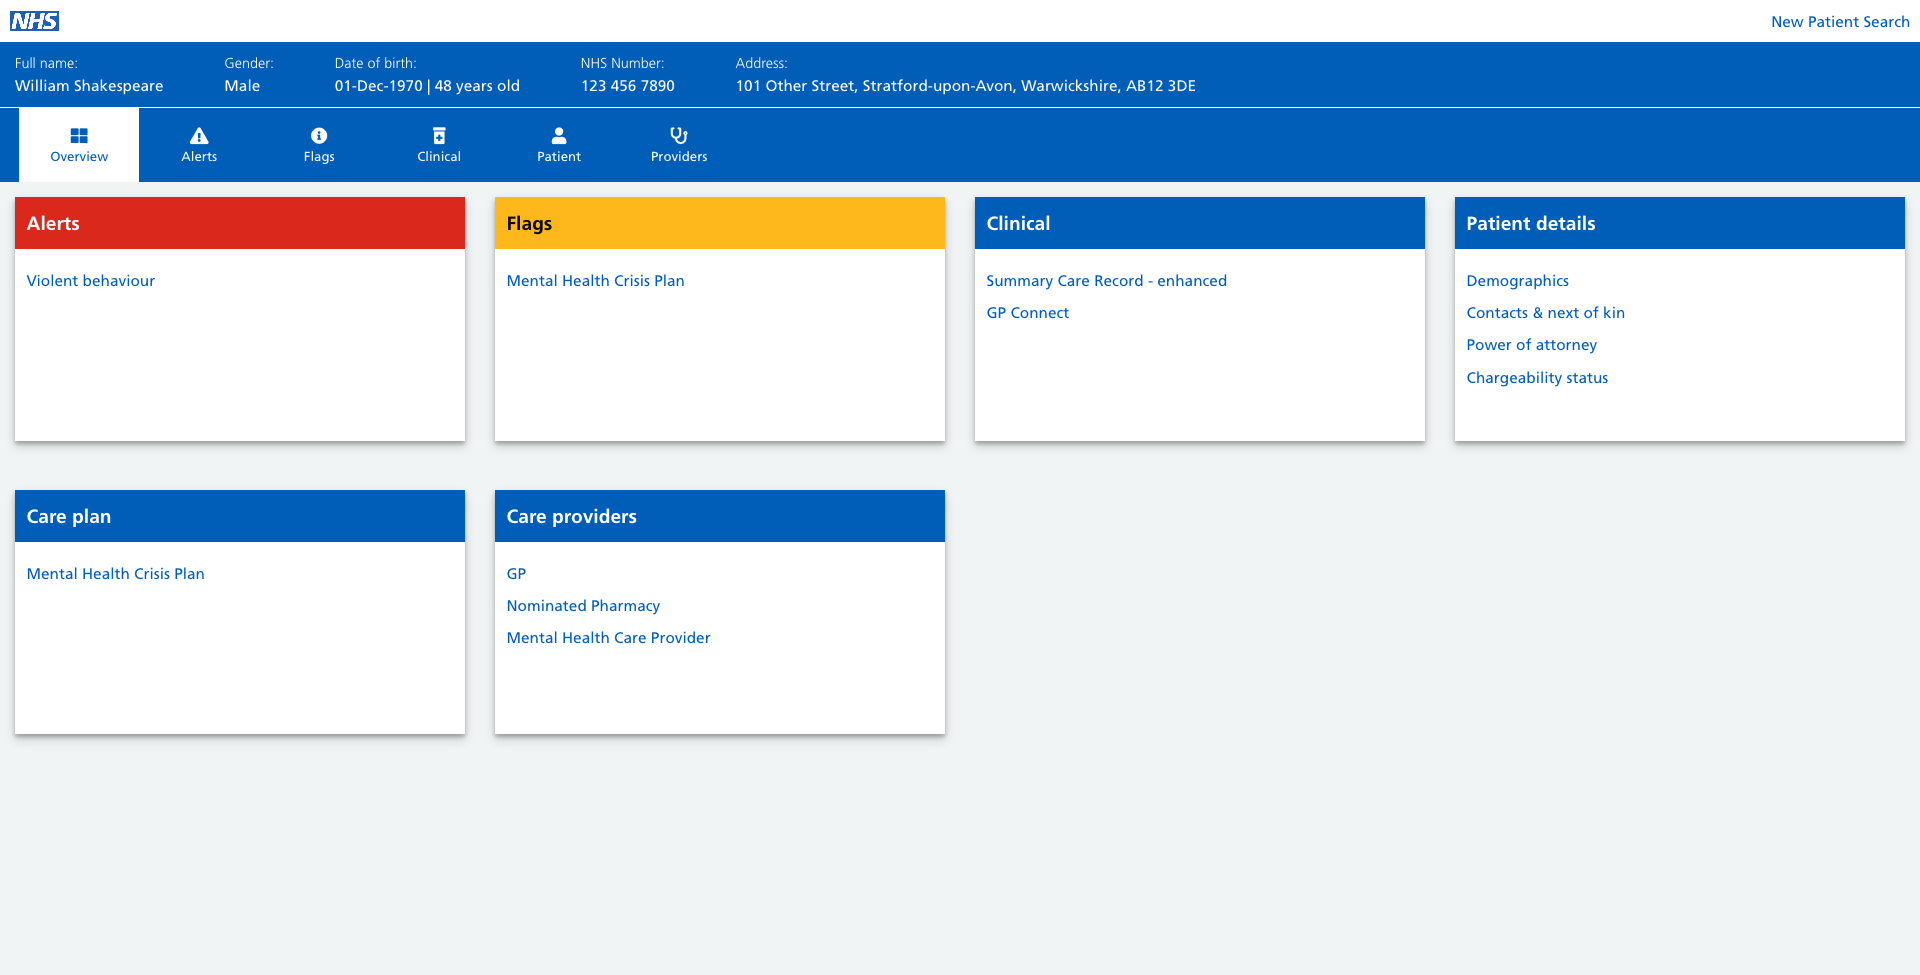 NHS
New Patient Search
Full name:
William Shakespeare
Gender:
Male
Date of birth:
01-Dec-1970 | 48 years old
NHS Number:
123 456 7890
Address:
101 Other Street, Stratford-upon-Avon, Warwickshire, AB12 3DE
Overview
Alerts
Flags
Clinical
Patient
Providers
Alerts
Violent behaviour
Flags
Mental Health Crisis Plan
Clinical
Summary Care Record - enhanced
GP Connect
Patient details
Demographics
Contacts & next of kin
Power of attorney
Chargeability status
Care plan
Mental Health Crisis Plan
Care providers
GP
Nominated Pharmacy
Mental Health Care Provider